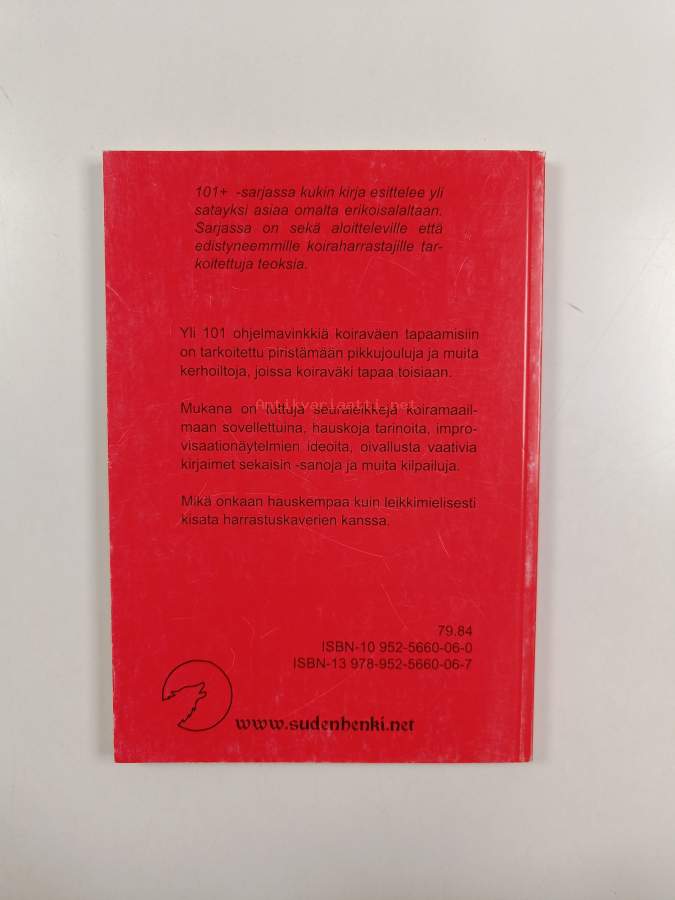 101+ -sarjassa kukin kirja esittelee yli
satayksi asiaa omalta erikoisalaltaan.
Sarjassa on sekä aloitteleville että
edistyneemmille koiraharrastajille tar-
koitettuja teoksia.
Yli 101 ohjelmavinkkiä koiraväen tapaamisiin
on tarkoitettu piristämään pikkujouluja ja muita
kerhoiltoja, joissa koiraväki tapaa toisiaan.
Antikvariaatti.net
Mukana on tuttuja seuraleikkejä koiramaail-
maan sovellettuina, hauskoja tarinoita, impro-
visaationäytelmien ideoita, oivallusta vaativia
kirjaimet sekaisin -sanoja ja muita kilpailuja.
Mikä onkaan hauskempaa kuin leikkimielisesti
kisata harrastuskaverien kanssa.
79.84
ISBN-10 952-5660-06-0
ISBN-13 978-952-5660-06-7
www.sudenhenki.net